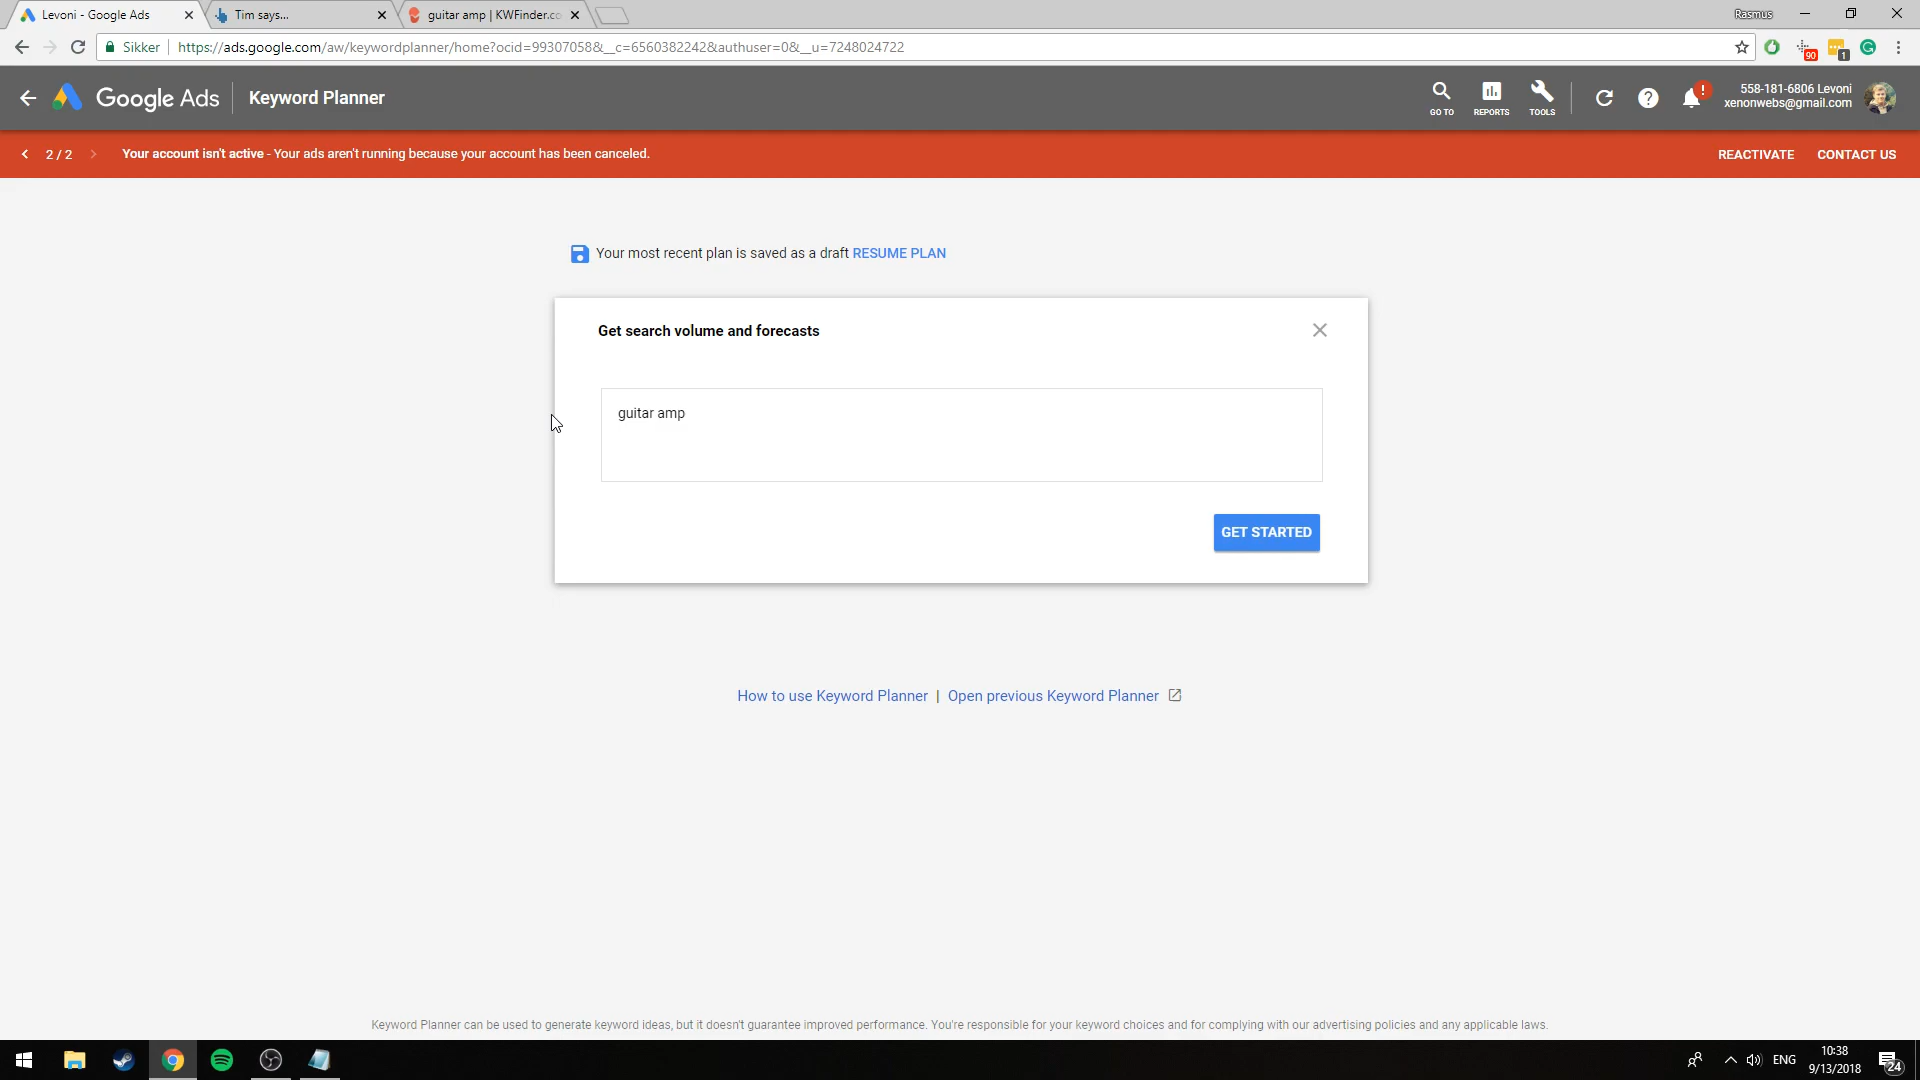 Levoni - Google Ads
Tim says...
guitar amp | KWFinder.co
Rasmus
Sikker
https://ads.google.com/aw/keywordplanner/home?ocid=99307058&__c=6560382242&authuser=0&__u=7248024722
90
1
Google Ads
Keyword Planner
GO TO
REPORTS
TOOLS
?
!
558-181-6806 Levoni
xenonwebs@gmail.com
2 / 2
Your account isn't active - Your ads aren't running because your account has been canceled.
REACTIVATE
CONTACT US
Your most recent plan is saved as a draft RESUME PLAN
Get search volume and forecasts
guitar amp
GET STARTED
How to use Keyword Planner | Open previous Keyword Planner
Keyword Planner can be used to generate keyword ideas, but it doesn't guarantee improved performance. You're responsible for your keyword choices and for complying with our advertising policies and any applicable laws.
ENG
10:38
9/13/2018
24